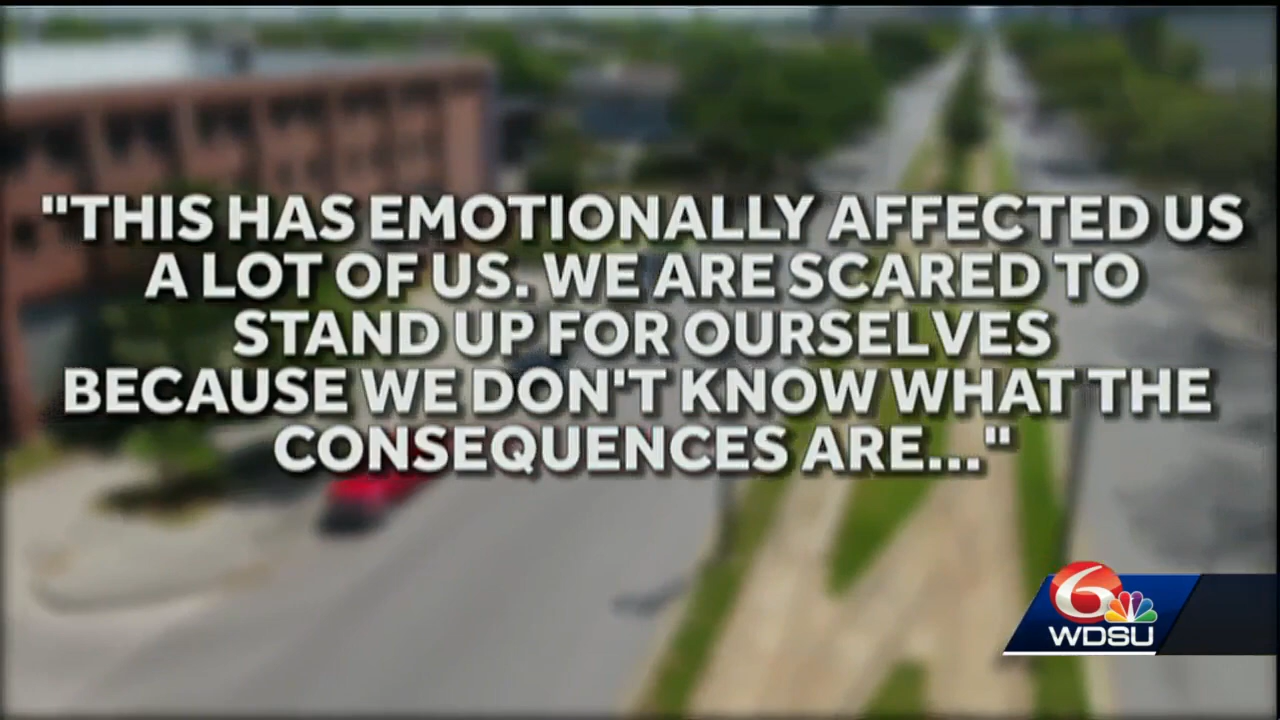 "THIS HAS EMOTIONALLY AFFECTED US
A LOT OF US. WE ARE SCARED TO
STAND UP FOR OURSELVES
BECAUSE WE DON'T KNOW WHAT THE
CONSEQUENCES ARE..."
6
WDSU